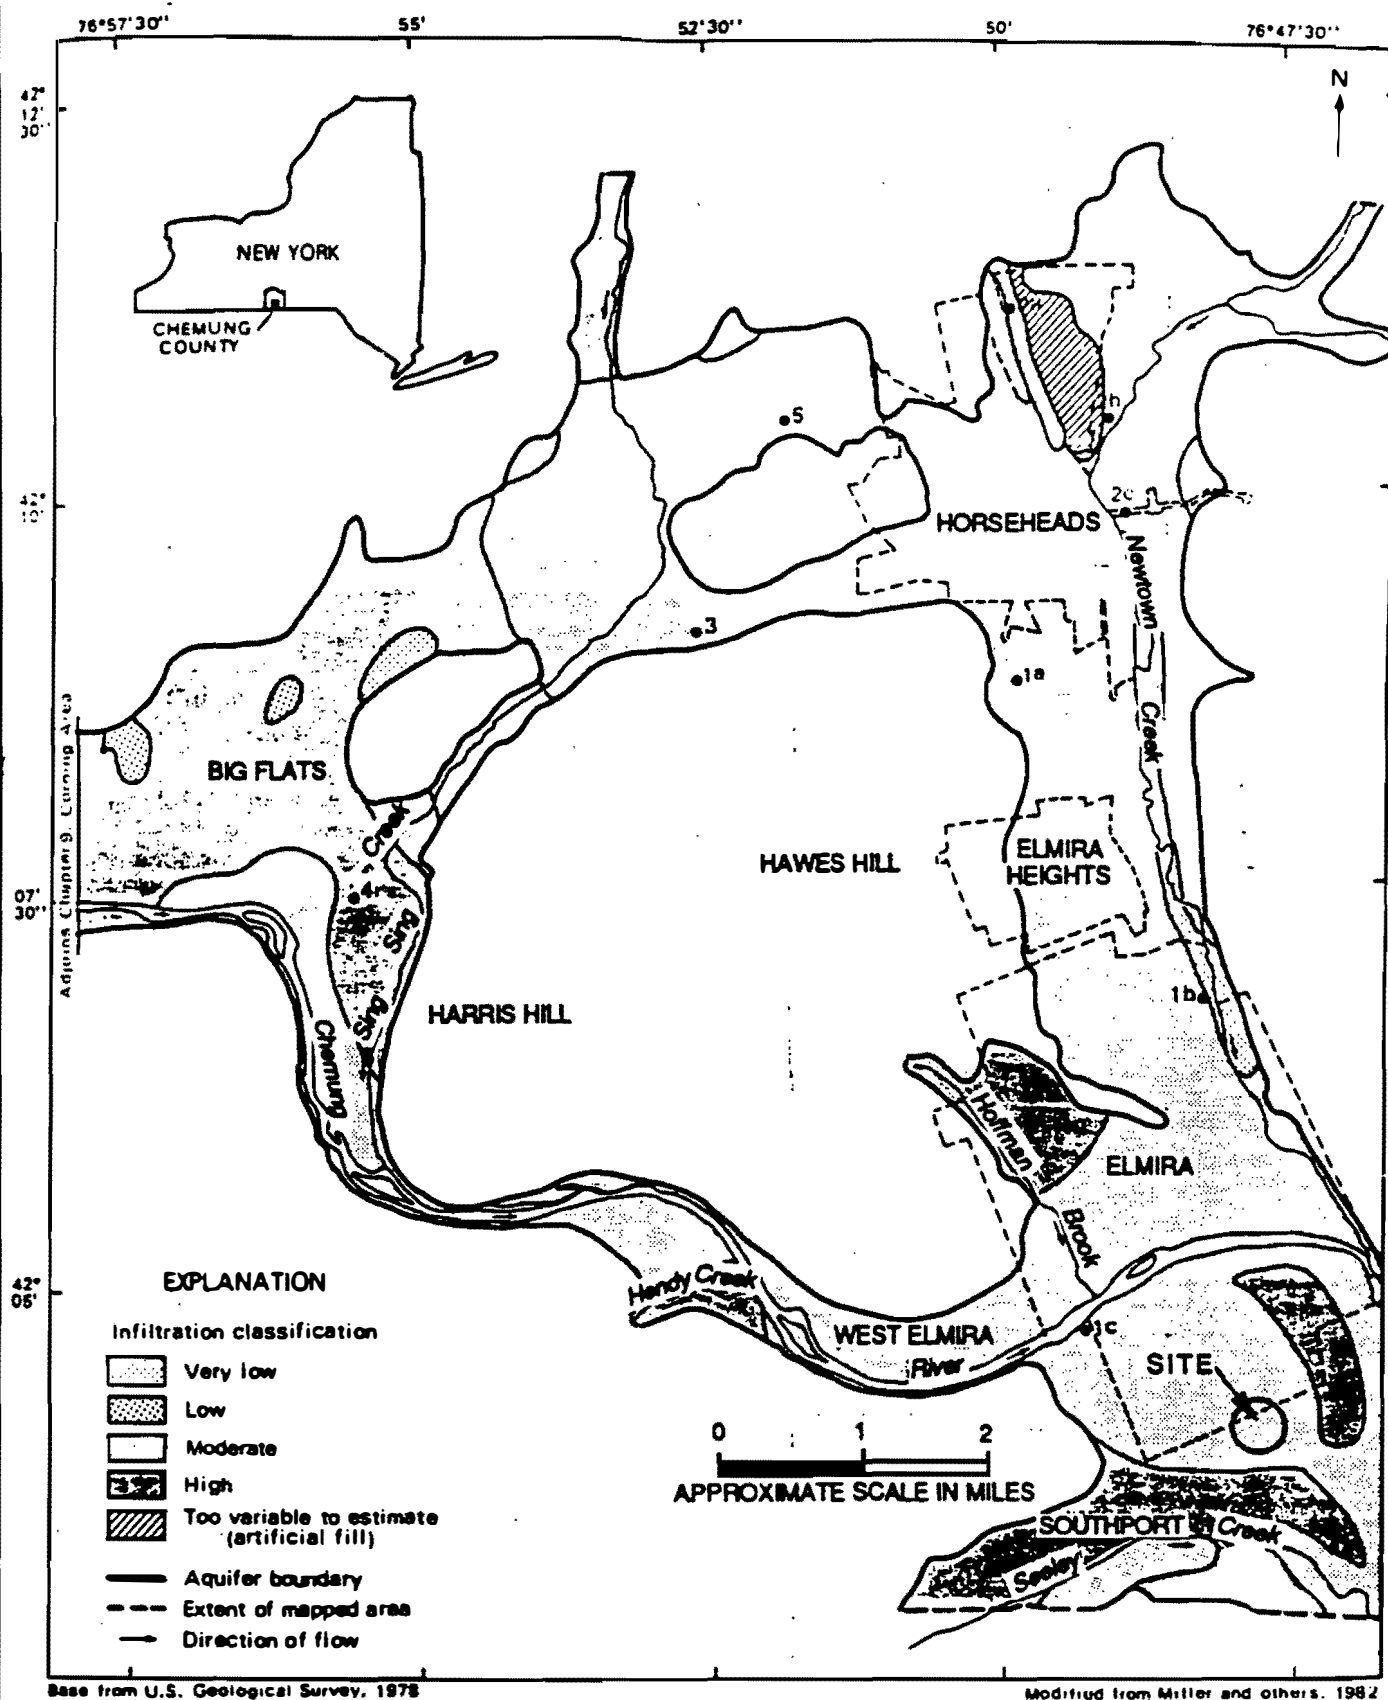 76°57'30''
55'
52'30''
50'
76°47'30''
42°
12'
30''
N
NEW YORK
CHEMUNG
COUNTY
5
h
42°
10'
2c
HORSEHEADS
Newtown
Creek
3
1a
Adjoins Chapter 9, Corning Area
BIG FLATS
Creek
HAWES HILL
ELMIRA
HEIGHTS
07'
30''
Sing
Sing
1b
HARRIS HILL
Chemung
Hoffman
ELMIRA
Brook
42°
05'
EXPLANATION
Hendy Creek
Infiltration classification
WEST ELMIRA
1c
River
SITE
Very low
Low
Moderate
High
Too variable to estimate
(artificial fill)
Aquifer boundary
Extent of mapped area
Direction of flow
0 1 2
APPROXIMATE SCALE IN MILES
SOUTHPORT
Creek
Seeley
Base from U.S. Geological Survey, 1978
Modified from Miller and others, 1982